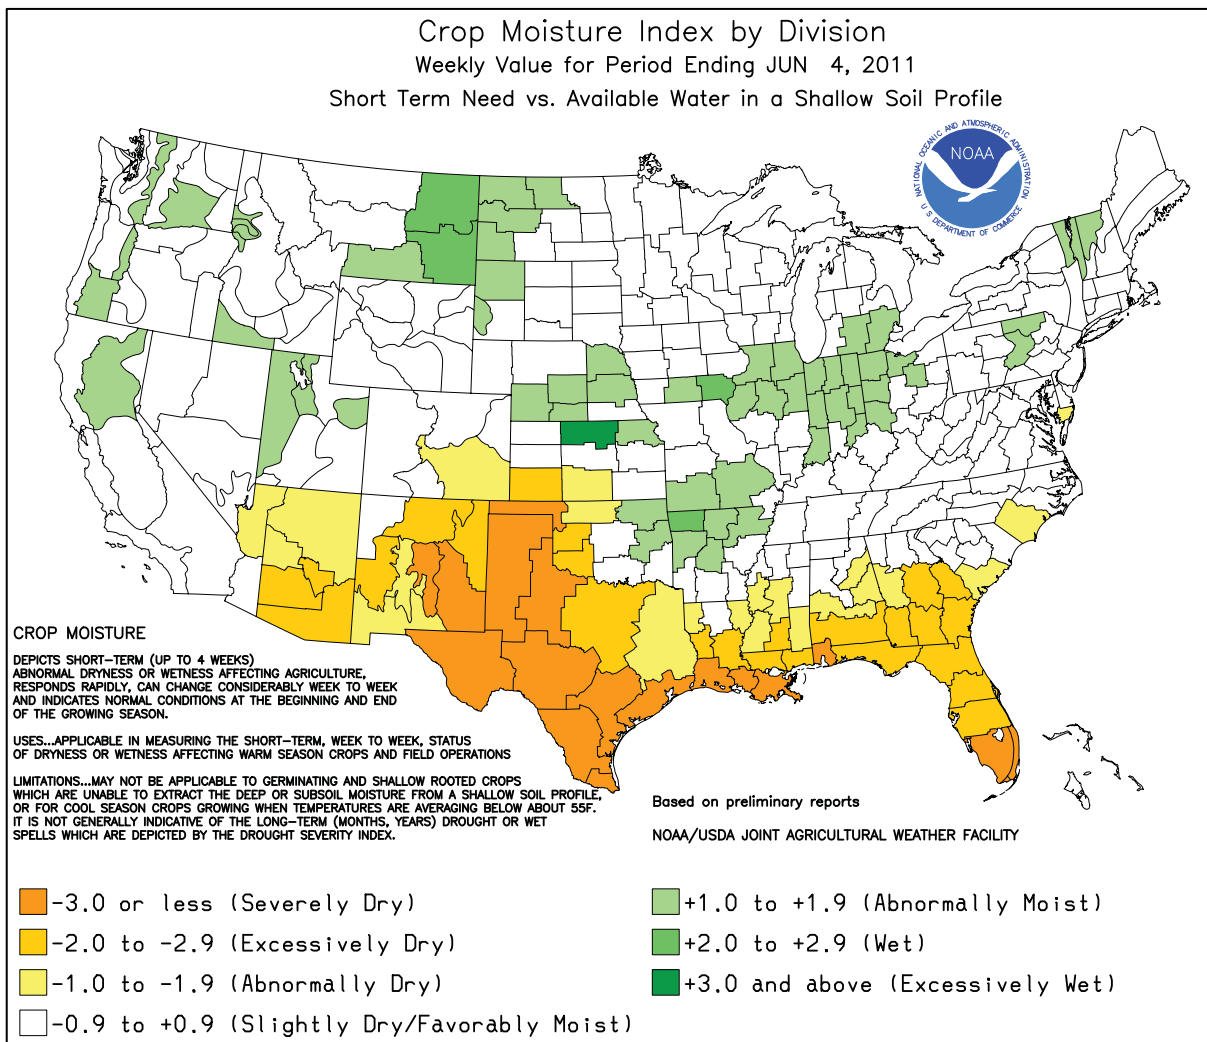 Crop Moisture Index by Division
Weekly Value for Period Ending JUN 4, 2011
Short Term Need vs. Available Water in a Shallow Soil Profile
NATIONAL OCEANIC AND ATMOSPHERIC ADMINISTRATION
NOAA
U S DEPARTMENT OF COMMERCE
CROP MOISTURE
DEPICTS SHORT-TERM (UP TO 4 WEEKS)
ABNORMAL DRYNESS OR WETNESS AFFECTING AGRICULTURE,
RESPONDS RAPIDLY, CAN CHANGE CONSIDERABLY WEEK TO WEEK
AND INDICATES NORMAL CONDITIONS AT THE BEGINNING AND END
OF THE GROWING SEASON.
USES...APPLICABLE IN MEASURING THE SHORT-TERM, WEEK TO WEEK, STATUS
OF DRYNESS OR WETNESS AFFECTING WARM SEASON CROPS AND FIELD OPERATIONS
LIMITATIONS...MAY NOT BE APPLICABLE TO GERMINATING AND SHALLOW ROOTED CROPS
WHICH ARE UNABLE TO EXTRACT THE DEEP OR SUBSOIL MOISTURE FROM A SHALLOW SOIL PROFILE,
OR FOR COOL SEASON CROPS GROWING WHEN TEMPERATURES ARE AVERAGING BELOW ABOUT 55F.
IT IS NOT GENERALLY INDICATIVE OF THE LONG-TERM (MONTHS, YEARS) DROUGHT OR WET
SPELLS WHICH ARE DEPICTED BY THE DROUGHT SEVERITY INDEX.
Based on preliminary reports
NOAA/USDA JOINT AGRICULTURAL WEATHER FACILITY
-3.0 or less (Severely Dry)
-2.0 to -2.9 (Excessively Dry)
-1.0 to -1.9 (Abnormally Dry)
-0.9 to +0.9 (Slightly Dry/Favorably Moist)
+1.0 to +1.9 (Abnormally Moist)
+2.0 to +2.9 (Wet)
+3.0 and above (Excessively Wet)